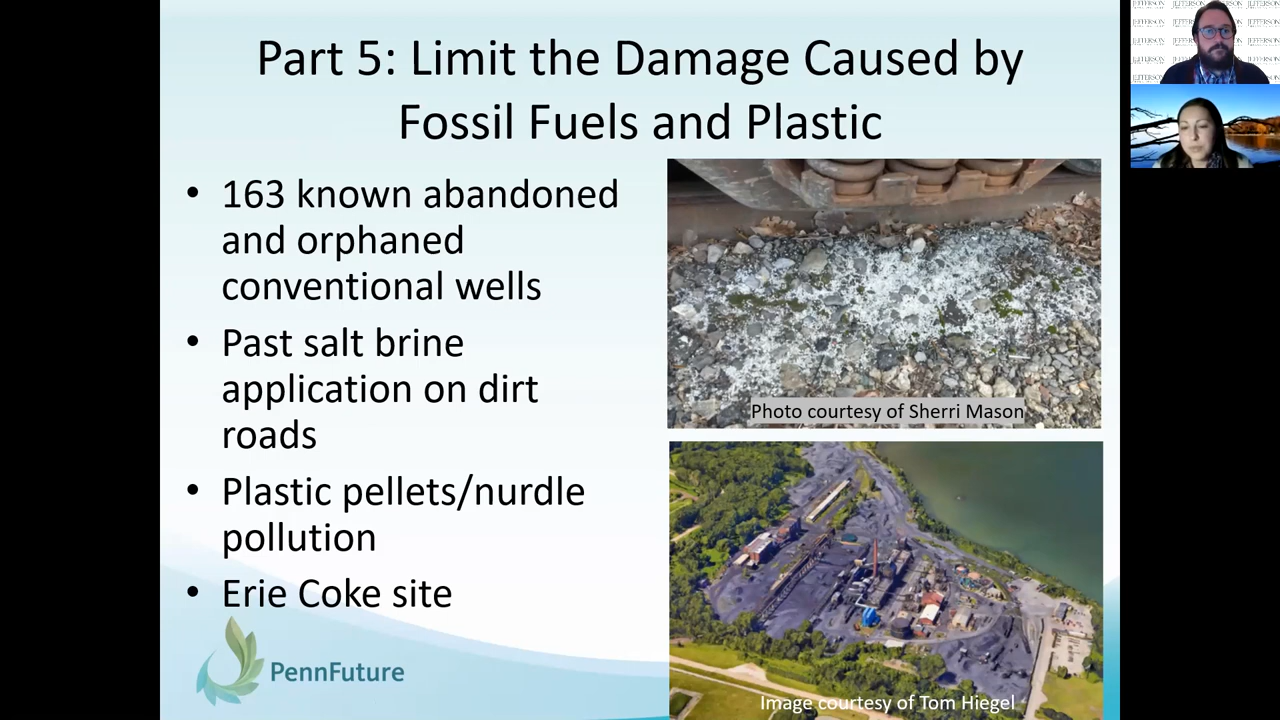 Part 5: Limit the Damage Caused by
Fossil Fuels and Plastic
• 163 known abandoned
and orphaned
conventional wells
• Past salt brine
application on dirt
roads
• Plastic pellets/nurdle
pollution
• Erie Coke site
PennFuture
Photo courtesy of Sherri Mason
Image courtesy of Tom Hiegel
JEFFERSON